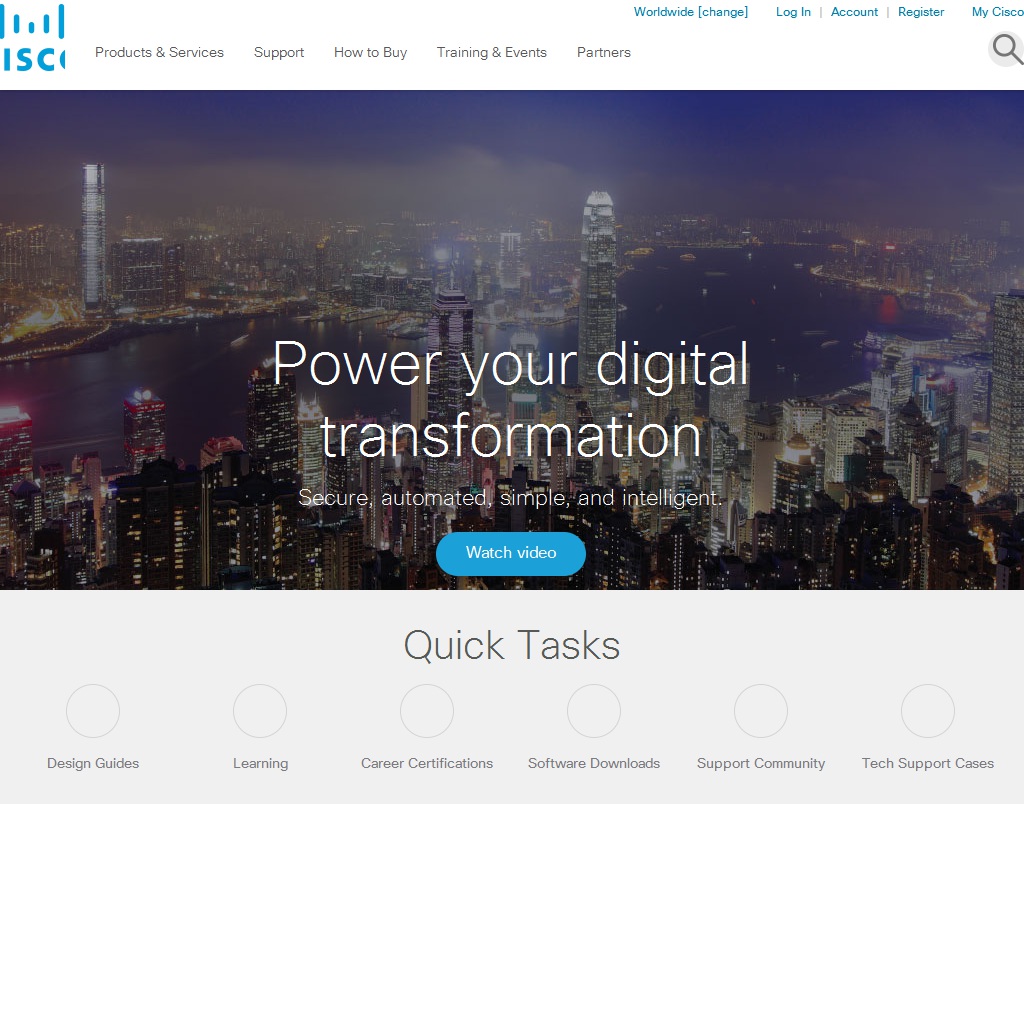 Worldwide [change] Log In | Account | Register My Cisco
ISC
Products & Services Support How to Buy Training & Events Partners
Power your digital
transformation
Secure, automated, simple, and intelligent.
Watch video
Quick Tasks
Design Guides Learning Career Certifications Software Downloads Support Community Tech Support Cases